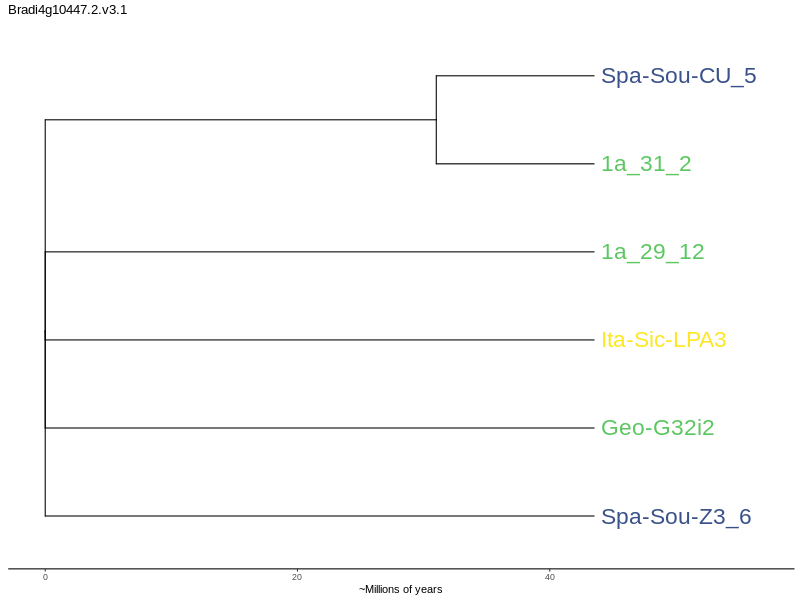 Bradi4g10447.2.v3.1
Spa-Sou-CU_5
1a_31_2
1a_29_12
Ita-Sic-LPA3
Geo-G32i2
Spa-Sou-Z3_6
0 20 40
~Millions of years